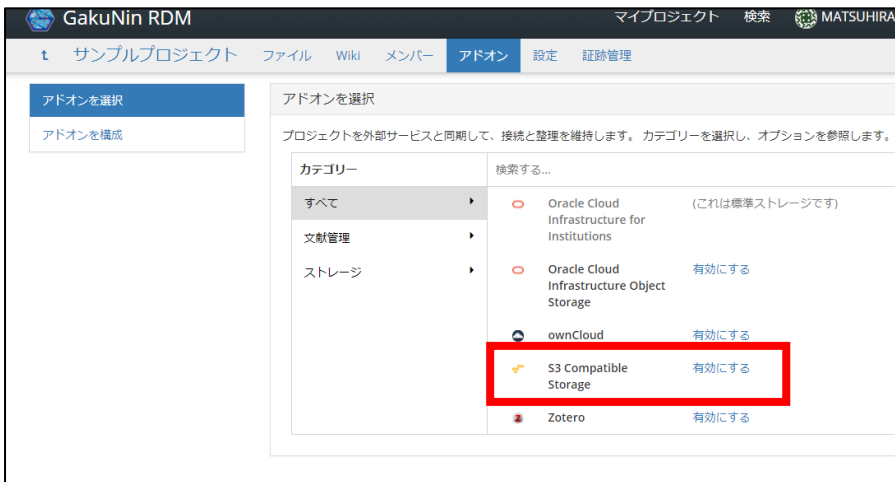 GakuNin RDM マイプロジェクト 検索 MATSUHIRA
サンプルプロジェクト ファイル Wiki メンバー アドオン 設定 証跡管理
アドオンを選択
アドオンを構成
アドオンを選択
プロジェクトを外部サービスと同期して、接続と整理を維持します。 カテゴリーを選択し、オプションを参照します。
カテゴリー
すべて
文献管理
ストレージ
検索する...
Oracle Cloud (これは標準ストレージです)
Infrastructure for
Institutions
Oracle Cloud 有効にする
Infrastructure Object
Storage
ownCloud 有効にする
S3 Compatible 有効にする
Storage
Zotero 有効にする